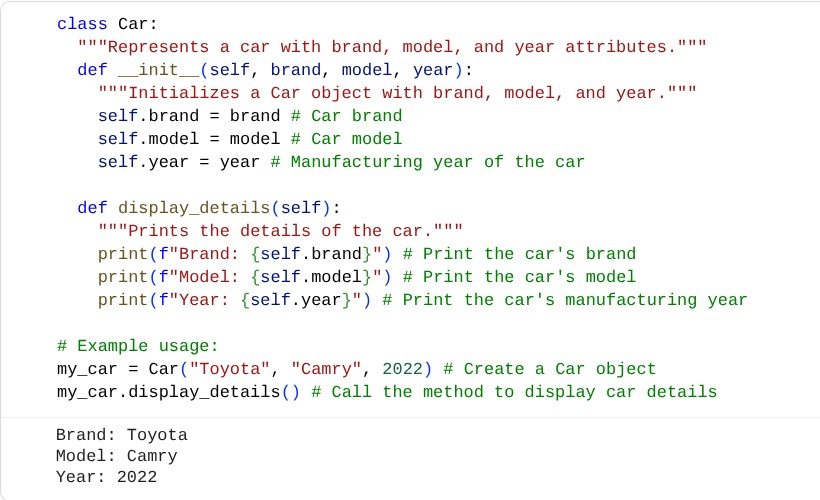 class Car:
  """Represents a car with brand, model, and year attributes."""
  def __init__(self, brand, model, year):
    """Initializes a Car object with brand, model, and year."""
    self.brand = brand # Car brand
    self.model = model # Car model
    self.year = year # Manufacturing year of the car

  def display_details(self):
    """Prints the details of the car."""
    print(f"Brand: {self.brand}") # Print the car's brand
    print(f"Model: {self.model}") # Print the car's model
    print(f"Year: {self.year}") # Print the car's manufacturing year

# Example usage:
my_car = Car("Toyota", "Camry", 2022) # Create a Car object
my_car.display_details() # Call the method to display car details
Brand: Toyota
Model: Camry
Year: 2022